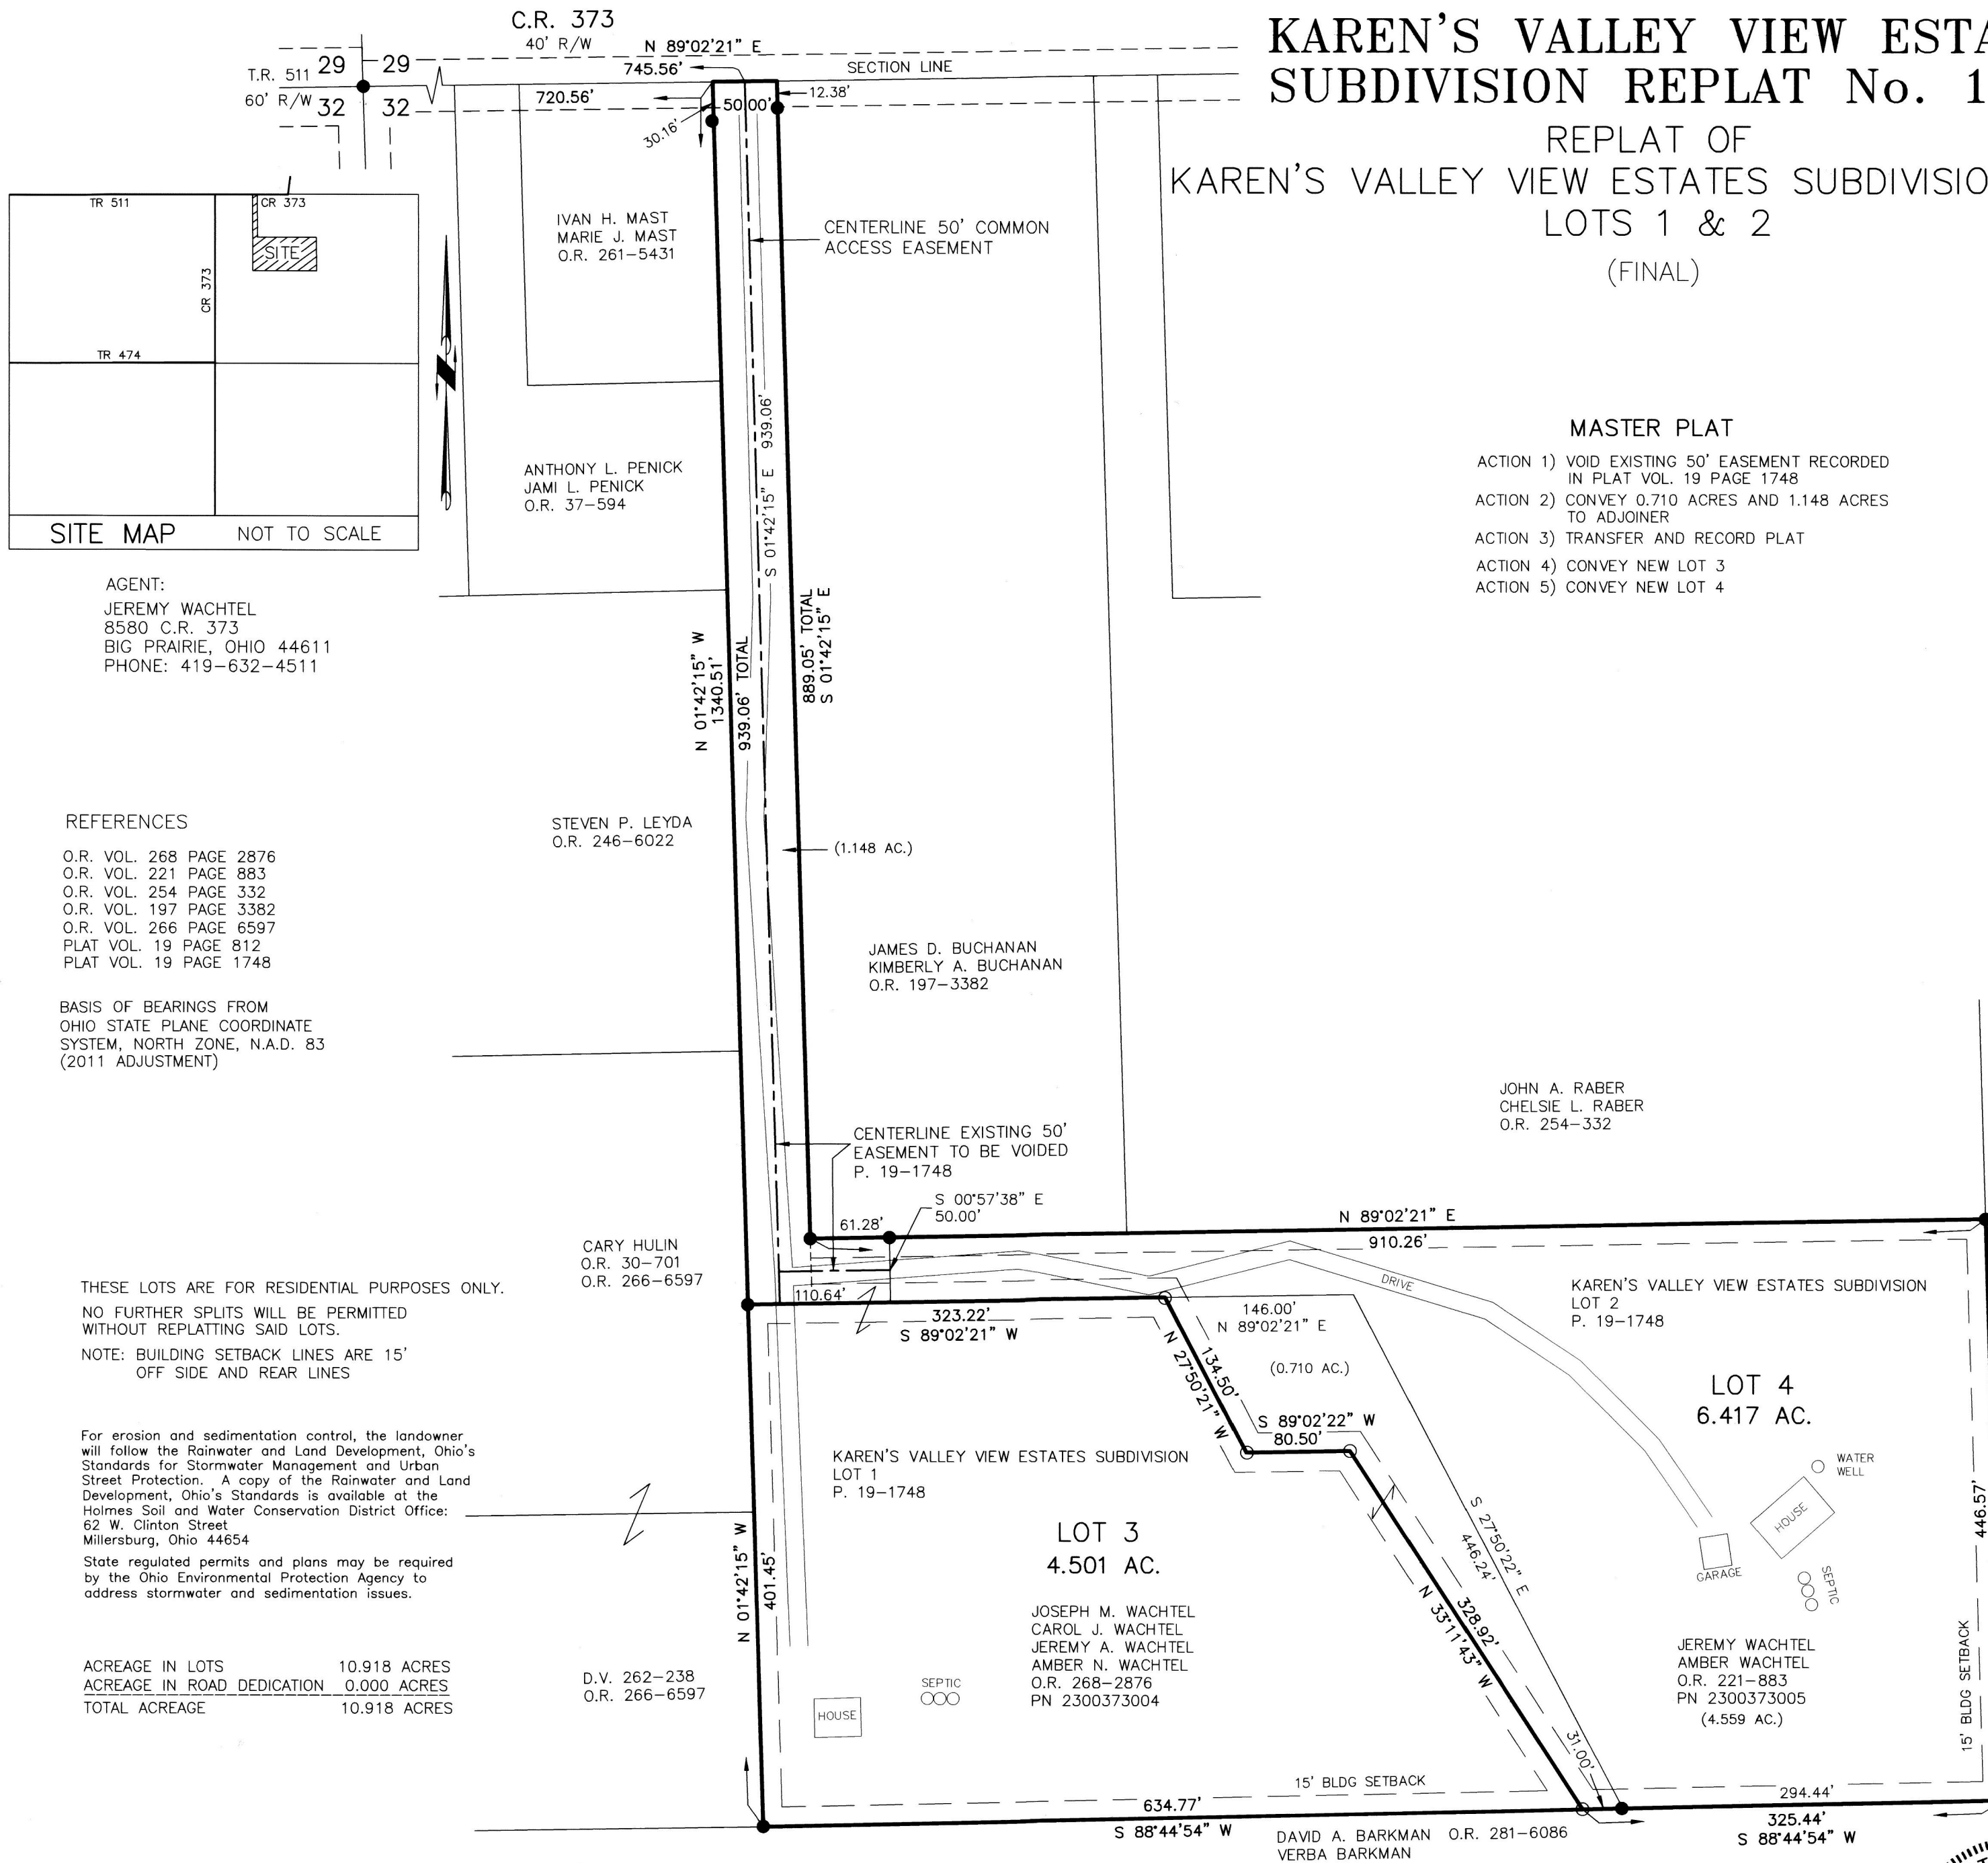 C.R. 373
40' R/W
N 89°02'21" E
745.56'
SECTION LINE
T.R. 511
60' R/W
29
29
32
32
720.56'
50.00'
12.38'
30.16'
KAREN'S VALLEY VIEW ESTA
SUBDIVISION REPLAT No. 1
REPLAT OF
KAREN'S VALLEY VIEW ESTATES SUBDIVISIO
LOTS 1 & 2
(FINAL)
TR 511
CR 373
SITE
CR 373
TR 474
SITE MAP NOT TO SCALE
IVAN H. MAST
MARIE J. MAST
O.R. 261-5431
CENTERLINE 50' COMMON
ACCESS EASEMENT
MASTER PLAT
ACTION 1) VOID EXISTING 50' EASEMENT RECORDED
IN PLAT VOL. 19 PAGE 1748
ACTION 2) CONVEY 0.710 ACRES AND 1.148 ACRES
TO ADJOINER
ACTION 3) TRANSFER AND RECORD PLAT
ACTION 4) CONVEY NEW LOT 3
ACTION 5) CONVEY NEW LOT 4
ANTHONY L. PENICK
JAMI L. PENICK
O.R. 37-594
S 01°42'15" E 939.06'
AGENT:
JEREMY WACHTEL
8580 C.R. 373
BIG PRAIRIE, OHIO 44611
PHONE: 419-632-4511
N 01°42'15" W
1340.51'
939.06' TOTAL
889.05' TOTAL
S 01°42'15" E
REFERENCES
O.R. VOL. 268 PAGE 2876
O.R. VOL. 221 PAGE 883
O.R. VOL. 254 PAGE 332
O.R. VOL. 197 PAGE 3382
O.R. VOL. 266 PAGE 6597
PLAT VOL. 19 PAGE 812
PLAT VOL. 19 PAGE 1748
STEVEN P. LEYDA
O.R. 246-6022
(1.148 AC.)
JAMES D. BUCHANAN
KIMBERLY A. BUCHANAN
O.R. 197-3382
BASIS OF BEARINGS FROM
OHIO STATE PLANE COORDINATE
SYSTEM, NORTH ZONE, N.A.D. 83
(2011 ADJUSTMENT)
JOHN A. RABER
CHELSIE L. RABER
O.R. 254-332
CENTERLINE EXISTING 50'
EASEMENT TO BE VOIDED
P. 19-1748
S 00°57'38" E
50.00'
61.28'
N 89°02'21" E
910.26'
CARY HULIN
O.R. 30-701
O.R. 266-6597
THESE LOTS ARE FOR RESIDENTIAL PURPOSES ONLY.
NO FURTHER SPLITS WILL BE PERMITTED
WITHOUT REPLATTING SAID LOTS.
NOTE: BUILDING SETBACK LINES ARE 15'
OFF SIDE AND REAR LINES
110.64'
323.22'
S 89°02'21" W
146.00'
N 89°02'21" E
DRIVE
KAREN'S VALLEY VIEW ESTATES SUBDIVISION
LOT 2
P. 19-1748
134.50'
N 27°50'21" W
(0.710 AC.)
S 89°02'22" W
80.50'
LOT 4
6.417 AC.
For erosion and sedimentation control, the landowner
will follow the Rainwater and Land Development, Ohio's
Standards for Stormwater Management and Urban
Street Protection. A copy of the Rainwater and Land
Development, Ohio's Standards is available at the
Holmes Soil and Water Conservation District Office:
62 W. Clinton Street
Millersburg, Ohio 44654
State regulated permits and plans may be required
by the Ohio Environmental Protection Agency to
address stormwater and sedimentation issues.
KAREN'S VALLEY VIEW ESTATES SUBDIVISION
LOT 1
P. 19-1748
WATER
WELL
HOUSE
GARAGE
SEPTIC
446.57'
LOT 3
4.501 AC.
S 27°50'22" E
446.24'
N 01°42'15" W
401.45'
328.92'
N 33°11'43" W
JOSEPH M. WACHTEL
CAROL J. WACHTEL
JEREMY A. WACHTEL
AMBER N. WACHTEL
O.R. 268-2876
PN 2300373004
JEREMY WACHTEL
AMBER WACHTEL
O.R. 221-883
PN 2300373005
(4.559 AC.)
15' BLDG SETBACK
ACREAGE IN LOTS 10.918 ACRES
ACREAGE IN ROAD DEDICATION 0.000 ACRES
TOTAL ACREAGE 10.918 ACRES
D.V. 262-238
O.R. 266-6597
SEPTIC
HOUSE
31.00'
15' BLDG SETBACK
634.77'
S 88°44'54" W
294.44'
325.44'
S 88°44'54" W
DAVID A. BARKMAN O.R. 281-6086
VERBA BARKMAN